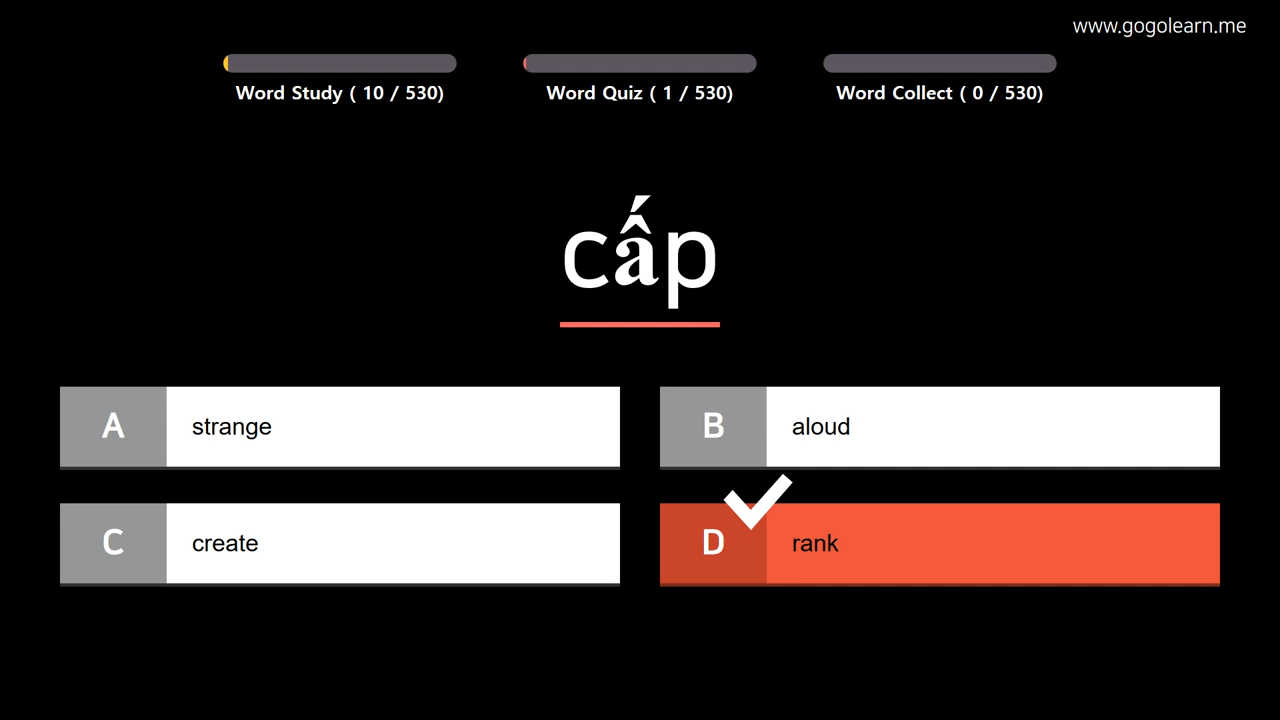 www.gogolearn.me
Word Study ( 10 / 530)
Word Quiz ( 1 / 530)
Word Collect ( 0 / 530)
cấp
A strange
B aloud
C create
D rank